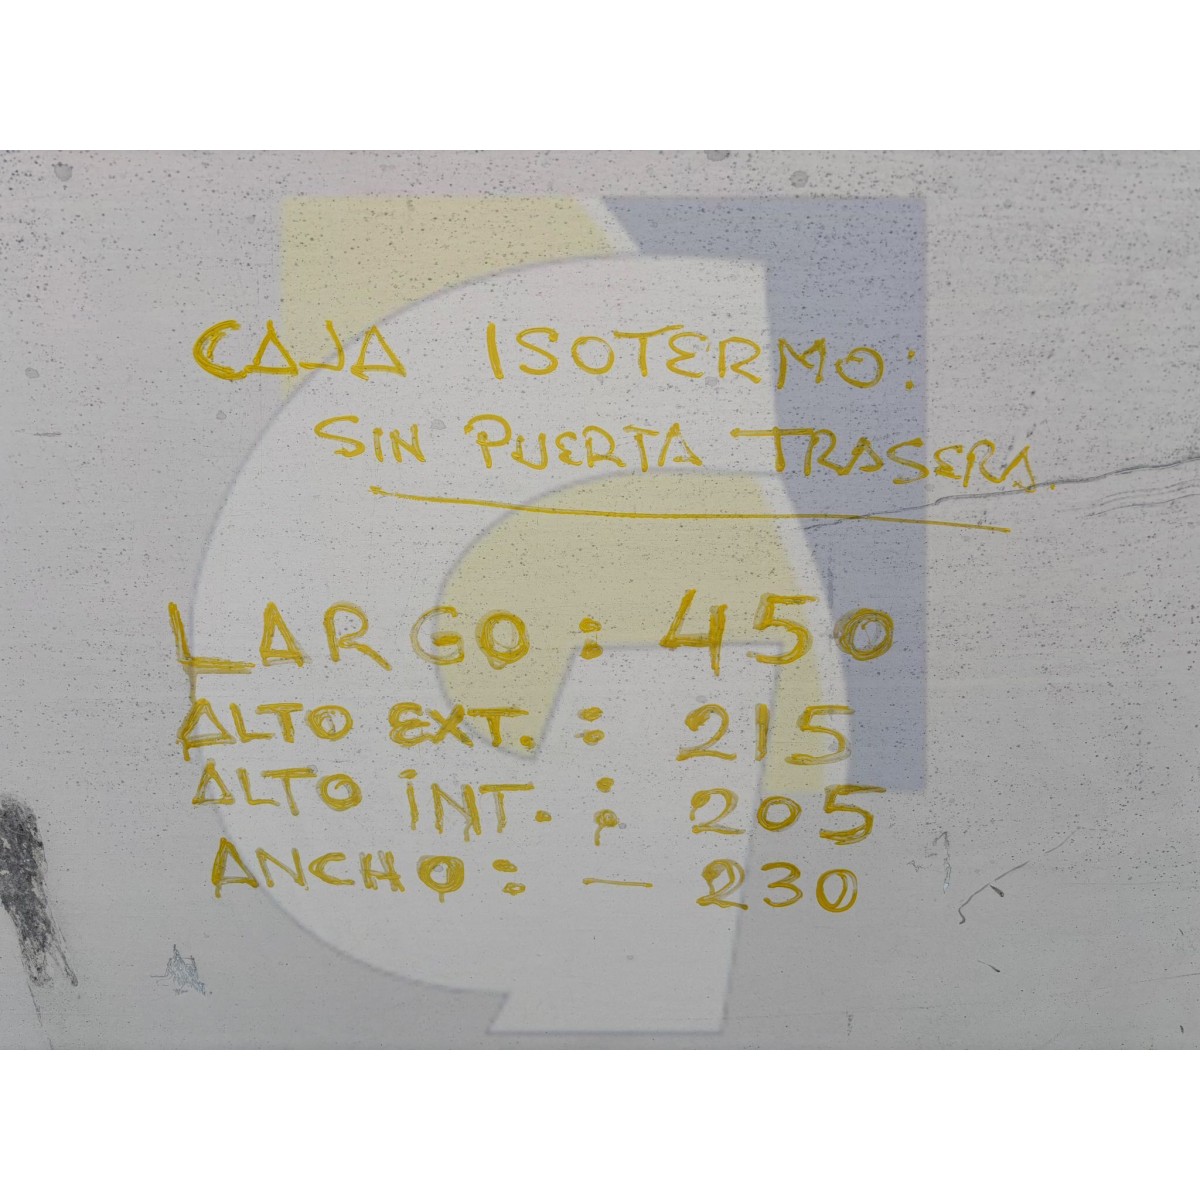 CAJA ISOTERMO:
SIN PUERTA TRASERA.
LARGO: 450
ALTO EXT.: 215
ALTO INT.: 205
ANCHO: - 230